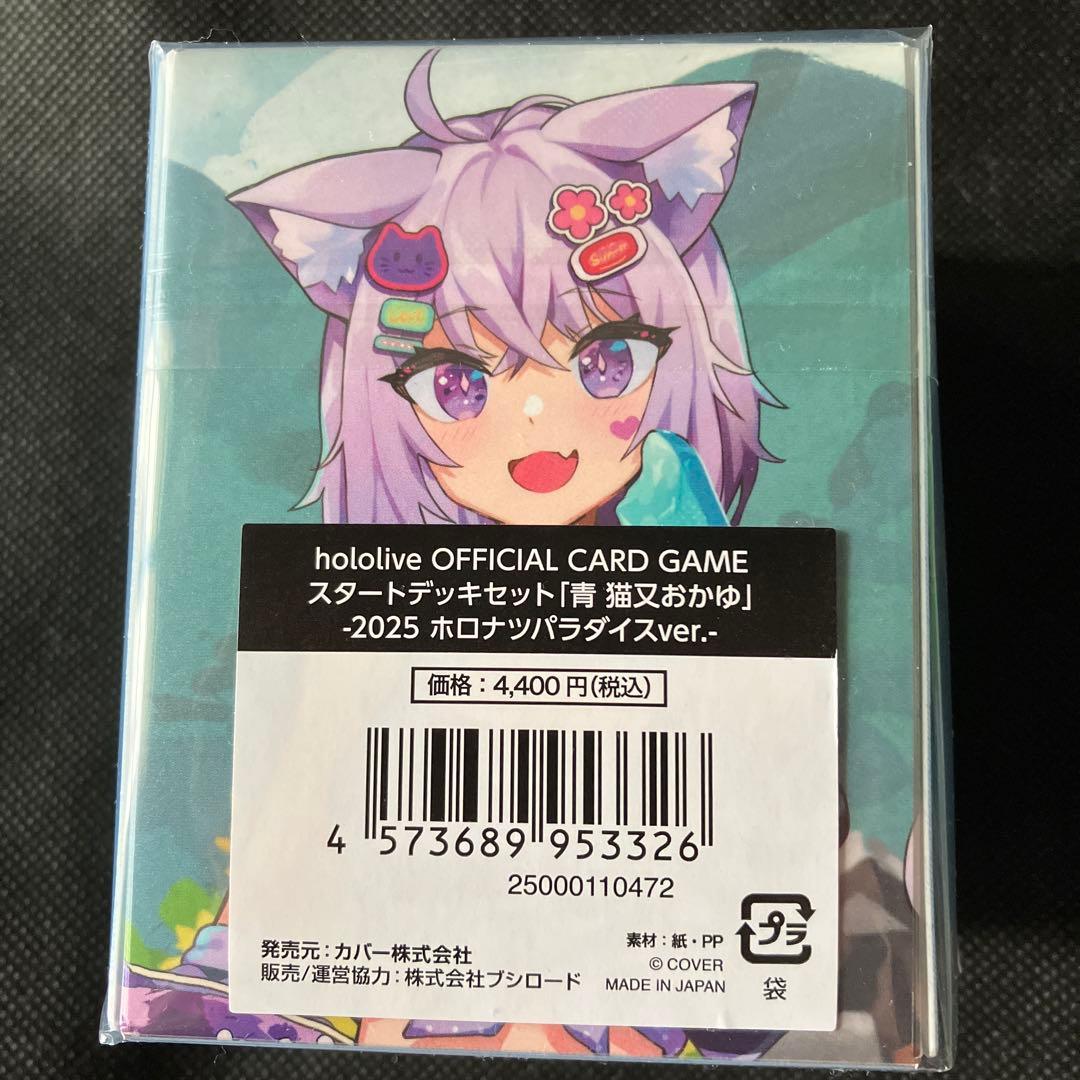 Summer
Cool
hololive OFFICIAL CARD GAME
スタートデッキセット「青 猫又おかゆ」
-2025 ホロナツパラダイスver.-
価格：4,400円(税込)
4 573689 953326
25000110472
発売元：カバー株式会社
販売/運営協力：株式会社ブシロード
素材：紙・PP
© COVER
MADE IN JAPAN
プラ
袋